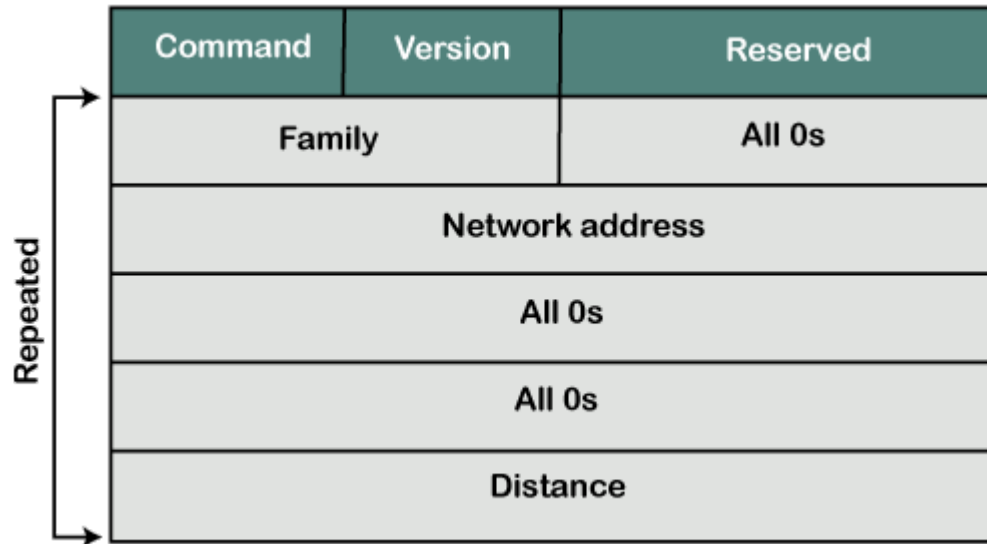 Command Version Reserved
Family All 0s
Network address
All 0s
All 0s
Distance
Repeated